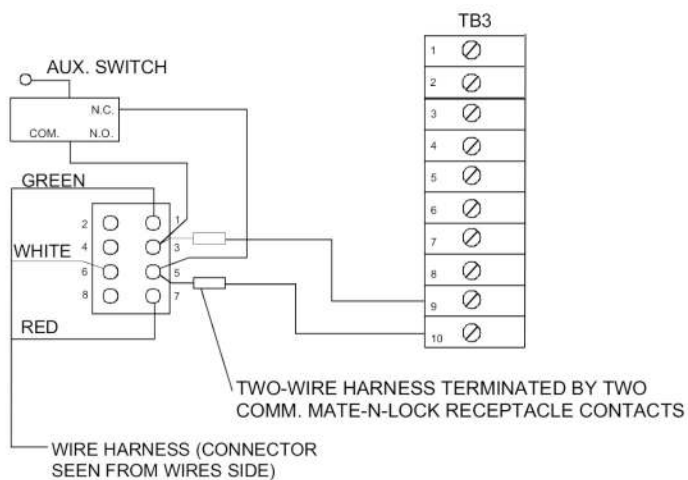 TB3
AUX. SWITCH
N.C.
COM. N.O.
GREEN
WHITE
RED
2 1
4 3
6 5
8 7
1
2
3
4
5
6
7
8
9
10
TWO-WIRE HARNESS TERMINATED BY TWO
COMM. MATE-N-LOCK RECEPTACLE CONTACTS
WIRE HARNESS (CONNECTOR
SEEN FROM WIRES SIDE)